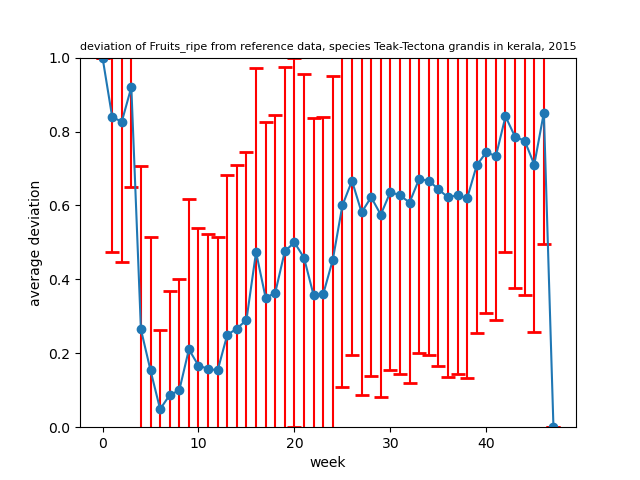 deviation of Fruits_ripe from reference data, species Teak-Tectona grandis in kerala, 2015
1.0
0.8
0.6
0.4
0.2
0.0
average deviation
0 10 20 30 40
week